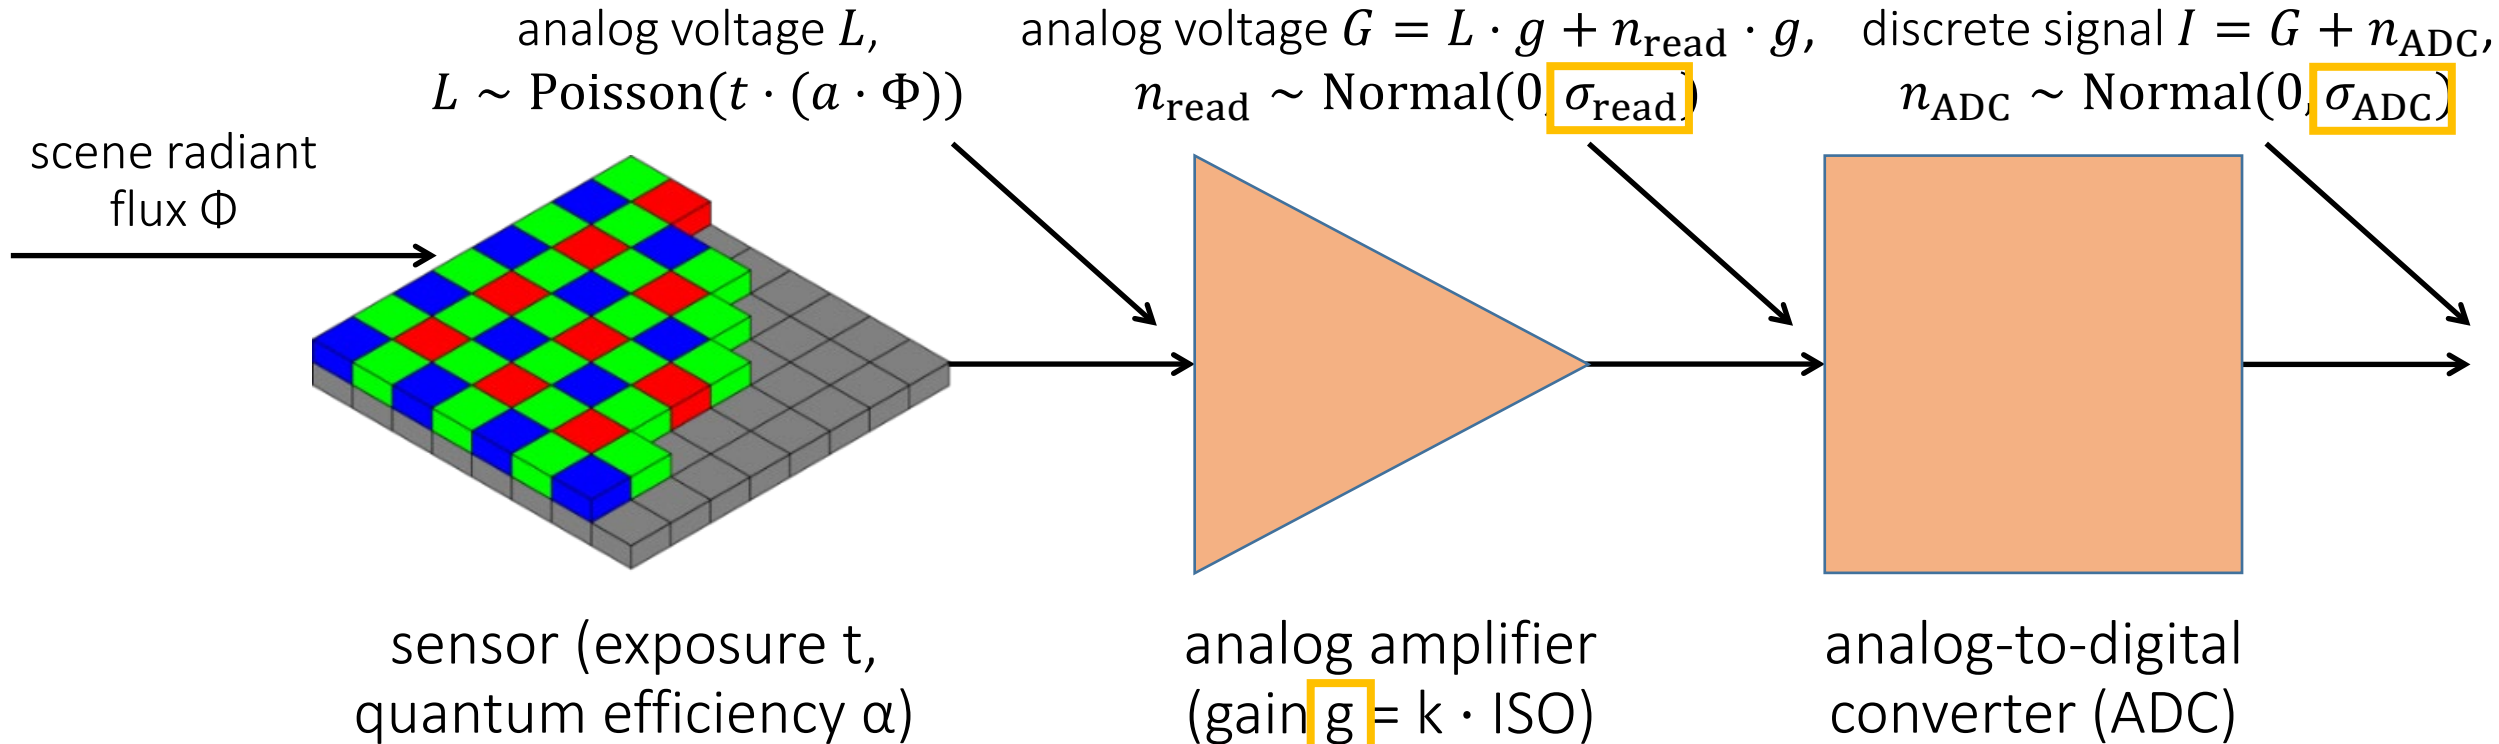 scene radiant
flux Φ
analog voltage L,
L ~ Poisson(t · (α · Φ))
analog voltage G = L · g + n_read · g,
n_read ~ Normal(0, σ_read)
discrete signal I = G + n_ADC,
n_ADC ~ Normal(0, σ_ADC)
sensor (exposure t,
quantum efficiency α)
analog amplifier
(gain g = k · ISO)
analog-to-digital
converter (ADC)